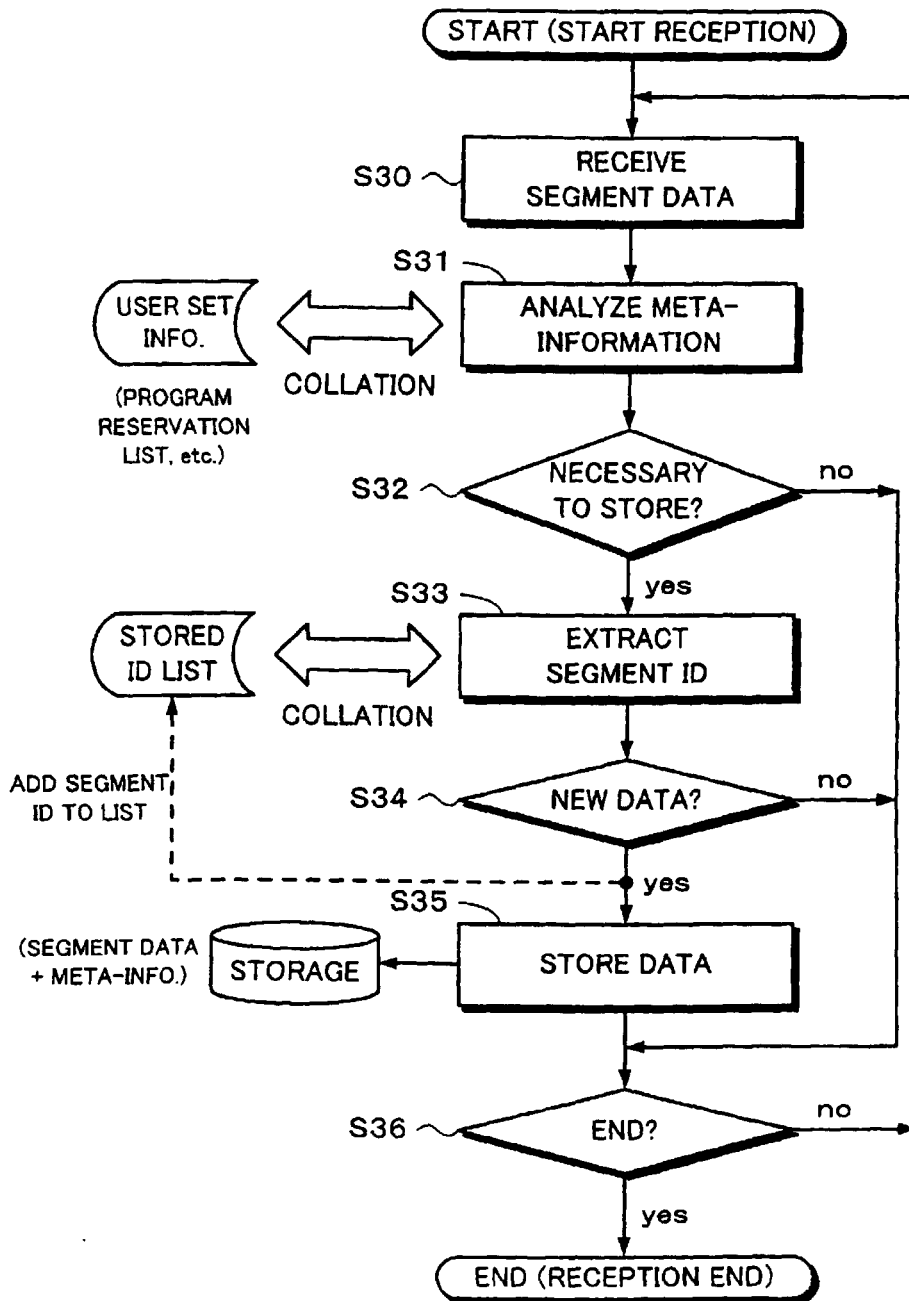 START (START RECEPTION)
S30
RECEIVE
SEGMENT DATA
S31
USER SET
INFO.
COLLATION
ANALYZE META-
INFORMATION
(PROGRAM
RESERVATION
LIST, etc.)
S32
NECESSARY
TO STORE?
no
yes
S33
STORED
ID LIST
COLLATION
EXTRACT
SEGMENT ID
ADD SEGMENT
ID TO LIST
S34
NEW DATA?
no
yes
S35
(SEGMENT DATA
+ META-INFO.)
STORAGE
STORE DATA
S36
END?
no
yes
END (RECEPTION END)